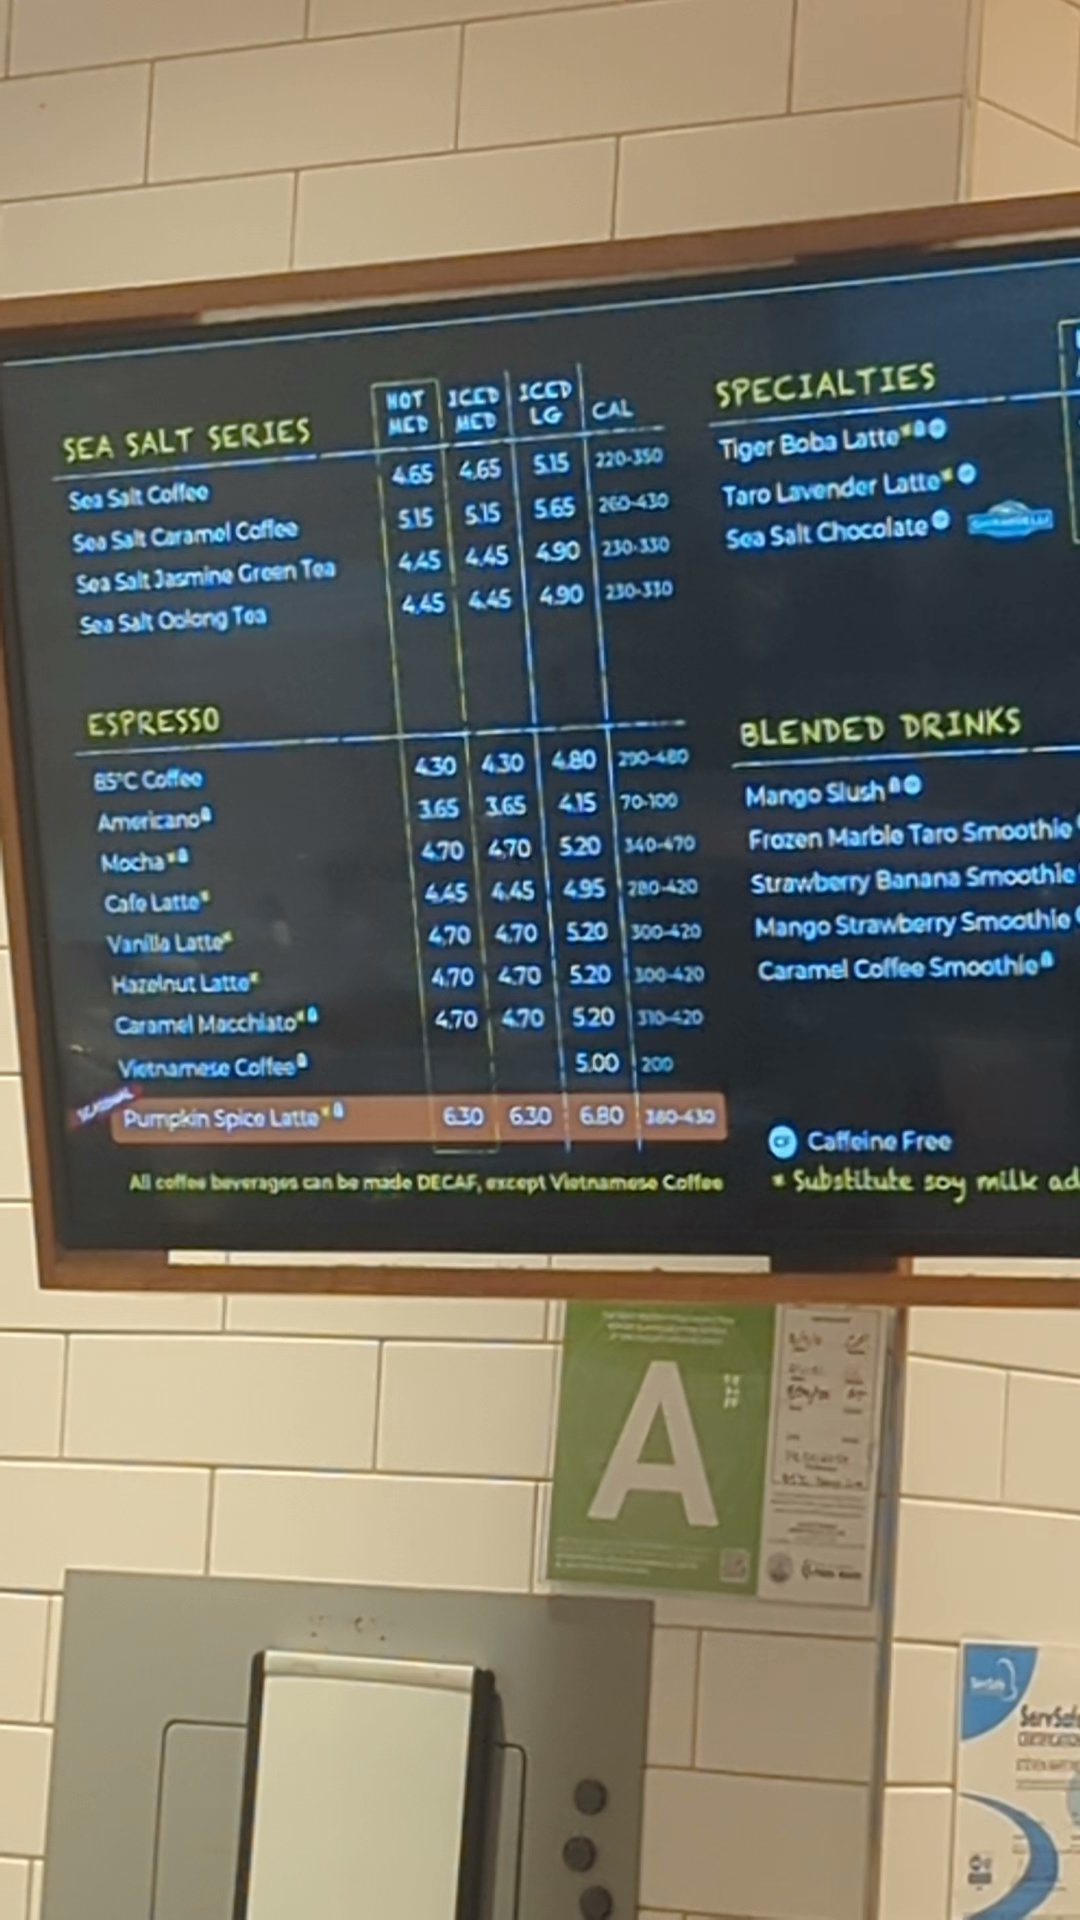 SEA SALT SERIES HOT MED ICED MED ICED LG CAL
Sea Salt Coffee 4.65 4.65 5.15 220-350
Sea Salt Caramel Coffee 5.15 5.15 5.65 260-430
Sea Salt Jasmine Green Tea 4.45 4.45 4.90 230-330
Sea Salt Oolong Tea 4.45 4.45 4.90 230-330
ESPRESSO
85°C Coffee 4.30 4.30 4.80 290-480
Americano 3.65 3.65 4.15 70-100
Mocha* 4.70 4.70 5.20 340-470
Cafe Latte* 4.45 4.45 4.95 280-420
Vanilla Latte* 4.70 4.70 5.20 300-420
Hazelnut Latte* 4.70 4.70 5.20 300-420
Caramel Macchiato* 4.70 4.70 5.20 310-420
Vietnamese Coffee 5.00 200
SEASONAL
Pumpkin Spice Latte* 6.30 6.30 6.80 380-430
All coffee beverages can be made DECAF, except Vietnamese Coffee
SPECIALTIES
Tiger Boba Latte*
Taro Lavender Latte*
Sea Salt Chocolate GHIRARDELLI
BLENDED DRINKS
Mango Slush
Frozen Marble Taro Smoothie
Strawberry Banana Smoothie
Mango Strawberry Smoothie
Caramel Coffee Smoothie
CF Caffeine Free
* Substitute soy milk ad
A
ServSafe